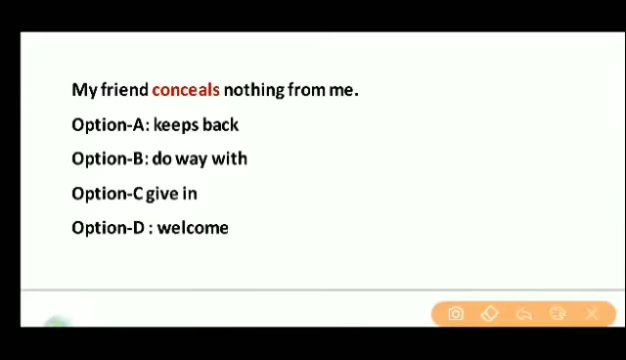 My friend conceals nothing from me.
Option-A: keeps back
Option-B: do way with
Option-C give in
Option-D : welcome